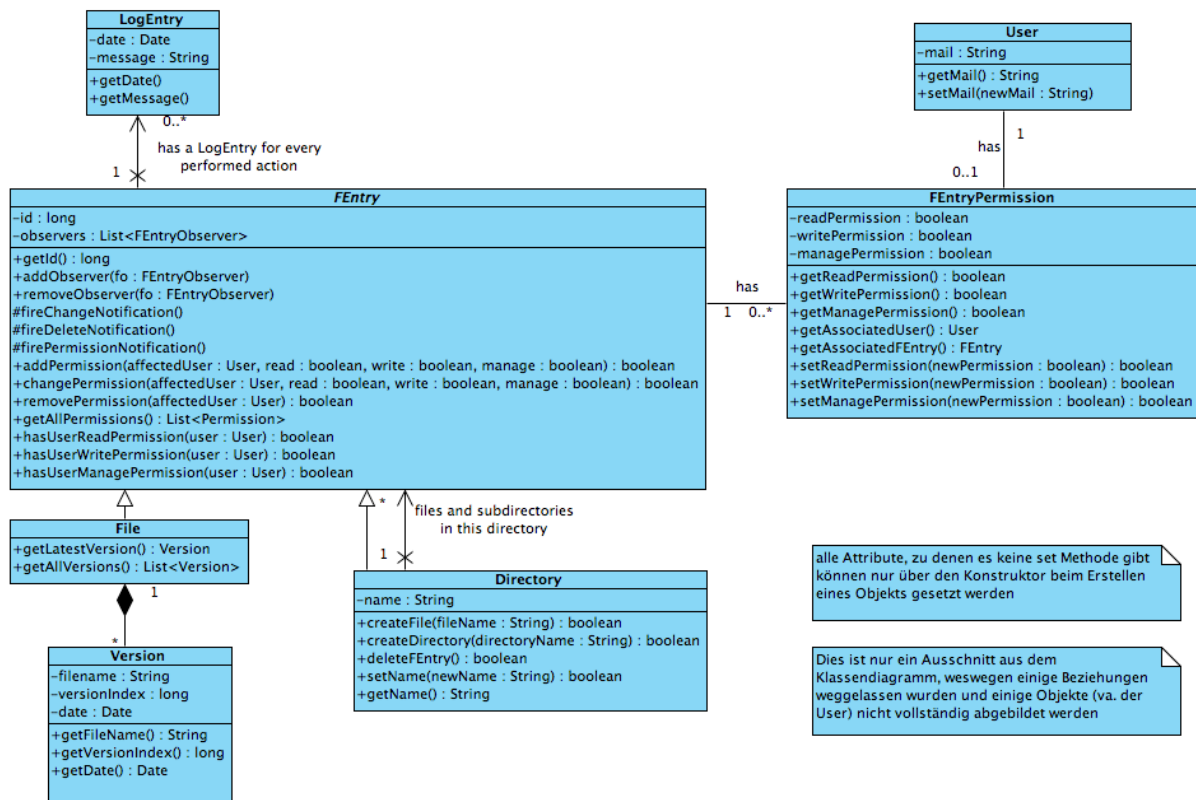 LogEntry
-date : Date
-message : String
+getDate()
+getMessage()
0..*
has a LogEntry for every
performed action
1
User
-mail : String
+getMail() : String
+setMail(newMail : String)
1
has
0..1
FEntry
-id : long
-observers : List<FEntryObserver>
+getId() : long
+addObserver(fo : FEntryObserver)
+removeObserver(fo : FEntryObserver)
#fireChangeNotification()
#fireDeleteNotification()
#firePermissionNotification()
+addPermission(affectedUser : User, read : boolean, write : boolean, manage : boolean) : boolean
+changePermission(affectedUser : User, read : boolean, write : boolean, manage : boolean) : boolean
+removePermission(affectedUser : User) : boolean
+getAllPermissions() : List<Permission>
+hasUserReadPermission(user : User) : boolean
+hasUserWritePermission(user : User) : boolean
+hasUserManagePermission(user : User) : boolean
has
1 0..*
FEntryPermission
-readPermission : boolean
-writePermission : boolean
-managePermission : boolean
+getReadPermission() : boolean
+getWritePermission() : boolean
+getManagePermission() : boolean
+getAssociatedUser() : User
+getAssociatedFEntry() : FEntry
+setReadPermission(newPermission : boolean) : boolean
+setWritePermission(newPermission : boolean) : boolean
+setManagePermission(newPermission : boolean) : boolean
*
files and subdirectories
in this directory
1
File
+getLatestVersion() : Version
+getAllVersions() : List<Version>
1
*
Version
-filename : String
-versionIndex : long
-date : Date
+getFileName() : String
+getVersionIndex() : long
+getDate() : Date
Directory
-name : String
+createFile(fileName : String) : boolean
+createDirectory(directoryName : String) : boolean
+deleteFEntry() : boolean
+setName(newName : String) : boolean
+getName() : String
alle Attribute, zu denen es keine set Methode gibt
können nur über den Konstruktor beim Erstellen
eines Objekts gesetzt werden
Dies ist nur ein Ausschnitt aus dem
Klassendiagramm, weswegen einige Beziehungen
weggelassen wurden und einige Objekte (va. der
User) nicht vollständig abgebildet werden